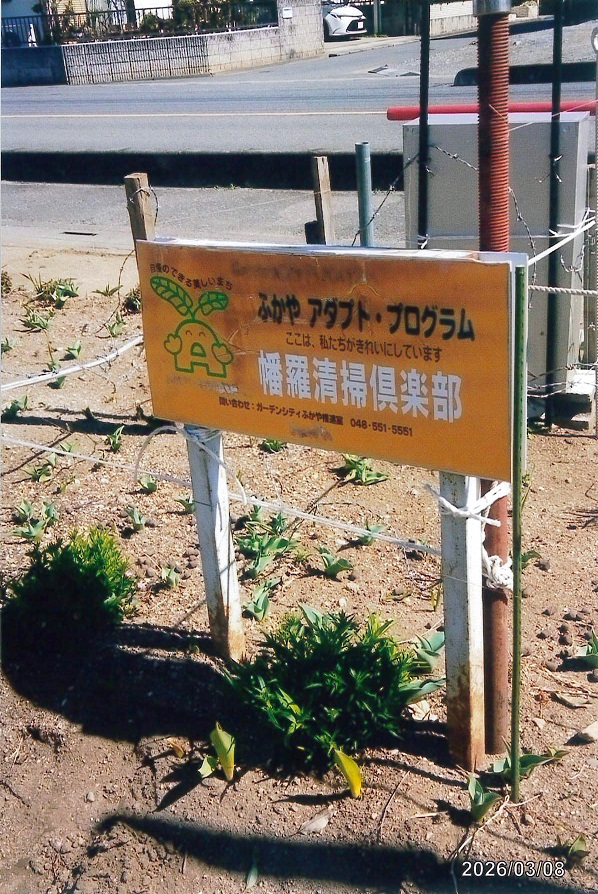 自慢のできる美しいまち
ふかや アダプト・プログラム
ここは、私たちがきれいにしています
幡羅清掃倶楽部
問い合わせ：ガーデンシティふかや推進室 048-551-5551
2026/03/08